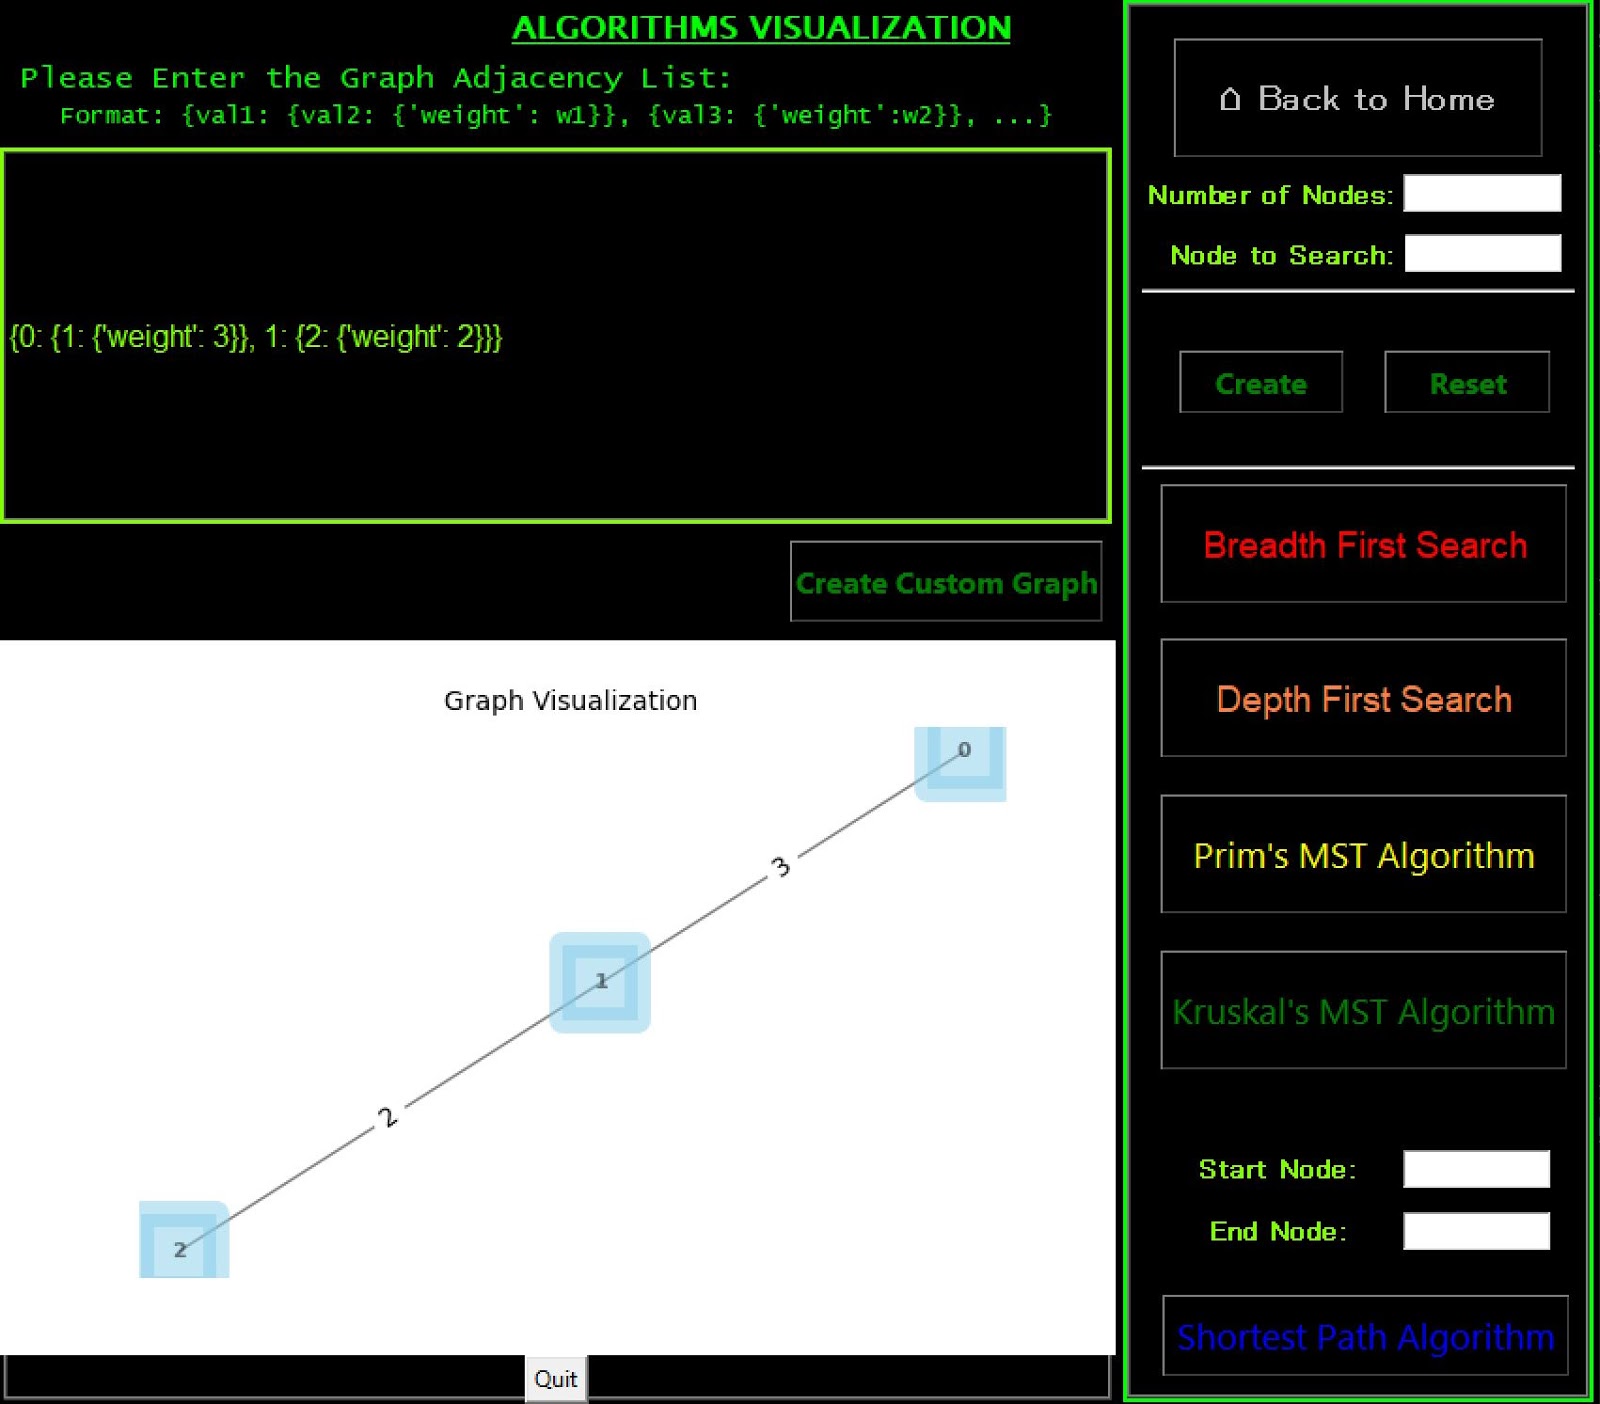 ALGORITHMS VISUALIZATION
Please Enter the Graph Adjacency List:
Format: {val1: {val2: {'weight': w1}}, {val3: {'weight':w2}}, ...}
{0: {1: {'weight': 3}}, 1: {2: {'weight': 2}}}
Create Custom Graph
Graph Visualization
0
3
1
2
2
Quit
⌂ Back to Home
Number of Nodes:
Node to Search:
Create
Reset
Breadth First Search
Depth First Search
Prim's MST Algorithm
Kruskal's MST Algorithm
Start Node:
End Node:
Shortest Path Algorithm